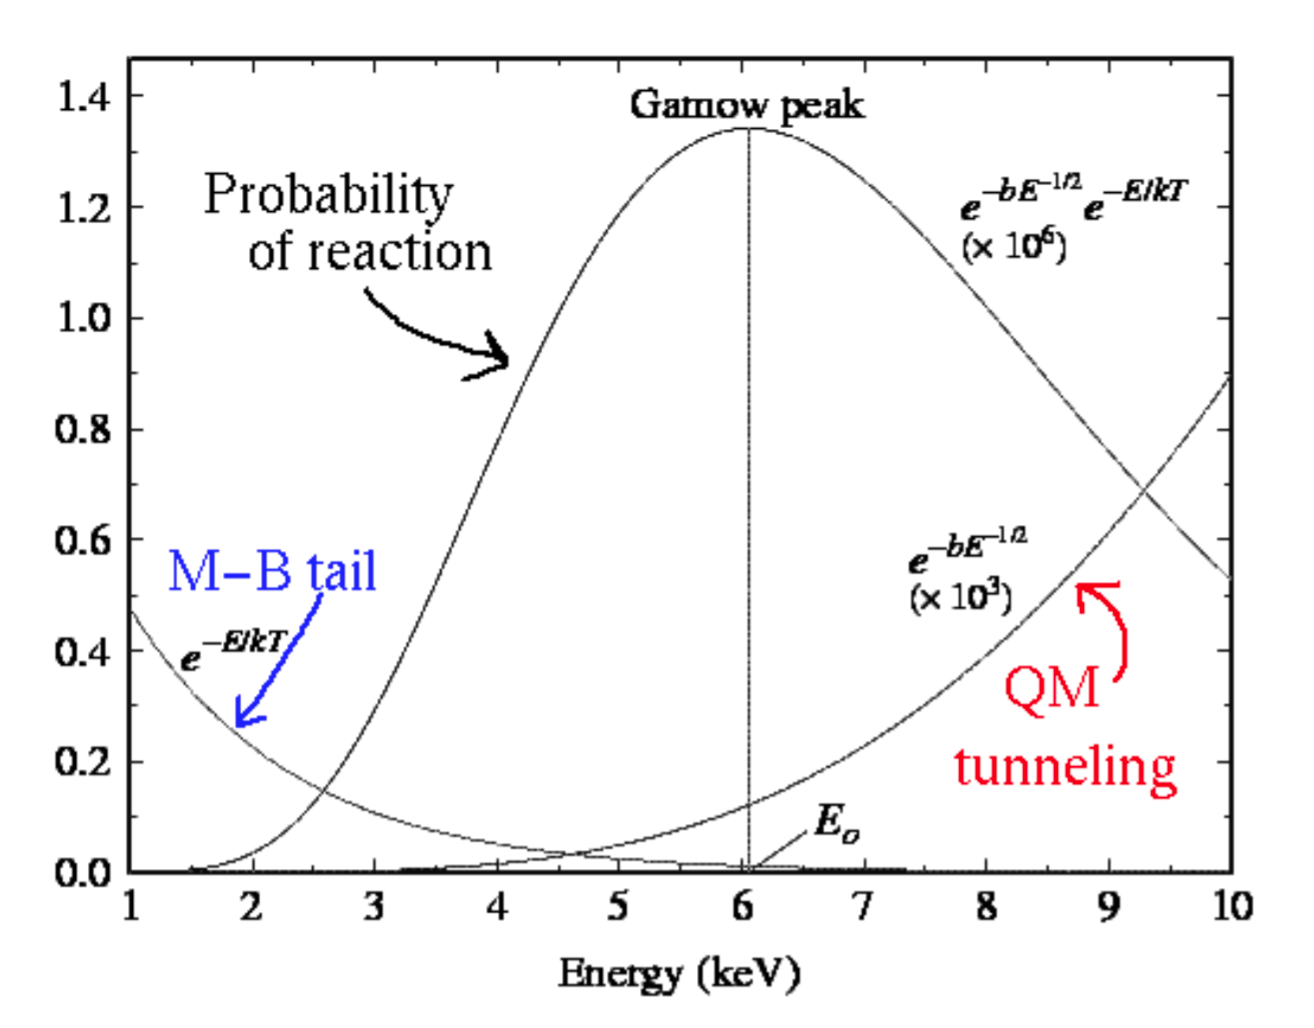 Gamow peak
Probability
of reaction
e^{-bE^{-1/2}} e^{-E/kT}
(× 10^6)
M–B tail
e^{-E/kT}
e^{-bE^{-1/2}}
(× 10^3)
QM
tunneling
E_o
1.4
1.2
1.0
0.8
0.6
0.4
0.2
0.0
1 2 3 4 5 6 7 8 9 10
Energy (keV)